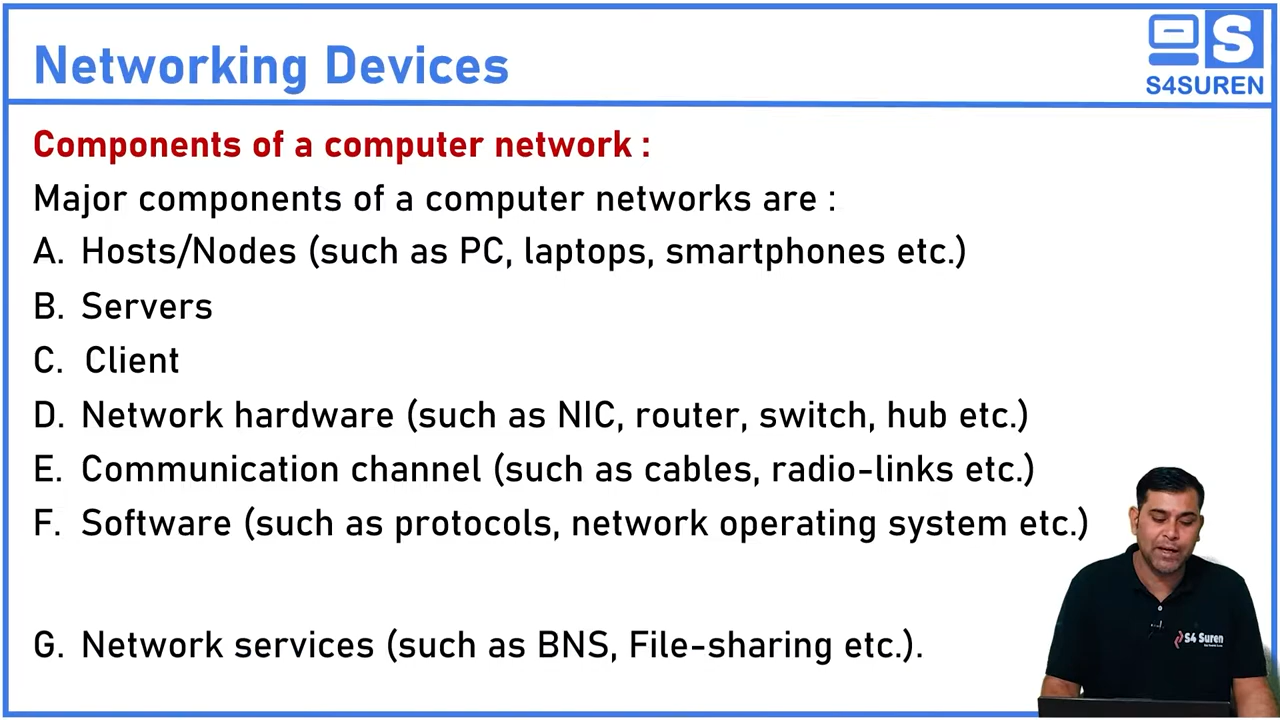 Networking Devices
S
S4SUREN
Components of a computer network :
Major components of a computer networks are :
A. Hosts/Nodes (such as PC, laptops, smartphones etc.)
B. Servers
C. Client
D. Network hardware (such as NIC, router, switch, hub etc.)
E. Communication channel (such as cables, radio-links etc.)
F. Software (such as protocols, network operating system etc.)
G. Network services (such as BNS, File-sharing etc.).
S4 Suren